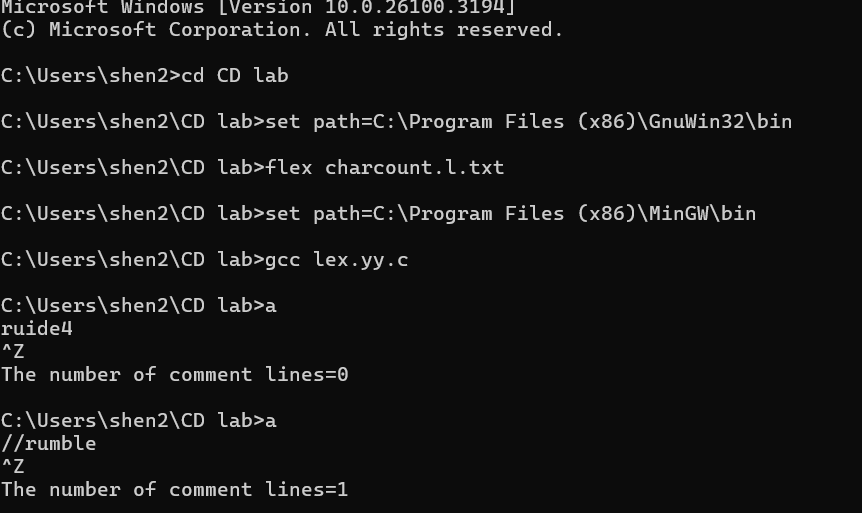 Microsoft Windows [Version 10.0.26100.3194]
(c) Microsoft Corporation. All rights reserved.
C:\Users\shen2>cd CD lab
C:\Users\shen2\CD lab>set path=C:\Program Files (x86)\GnuWin32\bin
C:\Users\shen2\CD lab>flex charcount.l.txt
C:\Users\shen2\CD lab>set path=C:\Program Files (x86)\MinGW\bin
C:\Users\shen2\CD lab>gcc lex.yy.c
C:\Users\shen2\CD lab>a
ruide4
^Z
The number of comment lines=0
C:\Users\shen2\CD lab>a
//rumble
^Z
The number of comment lines=1